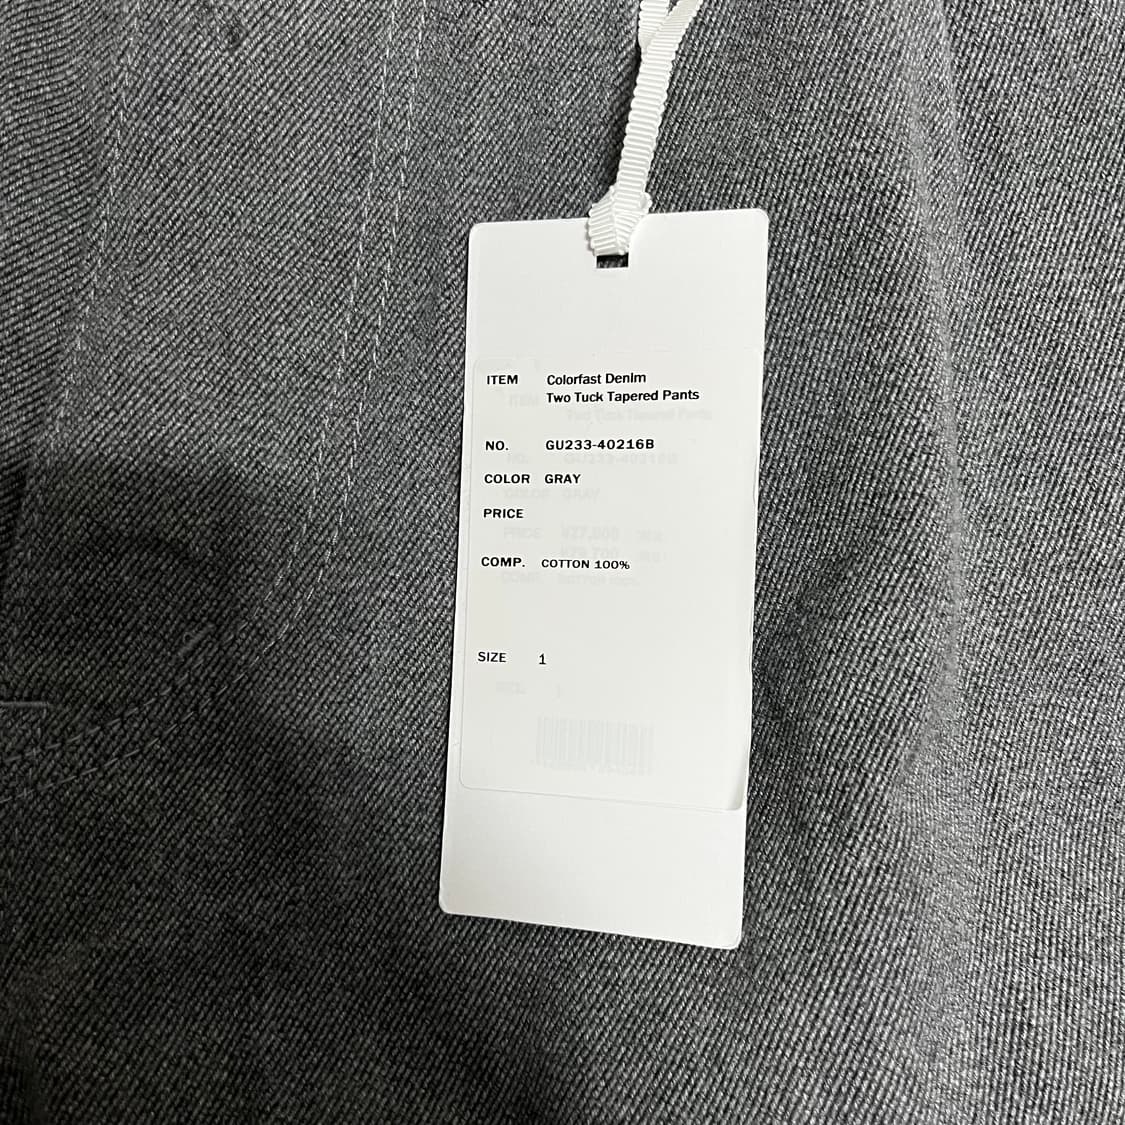 ITEM Colorfast Denim
Two Tuck Tapered Pants
NO. GU233-40216B
COLOR GRAY
PRICE
COMP. COTTON 100%
SIZE 1